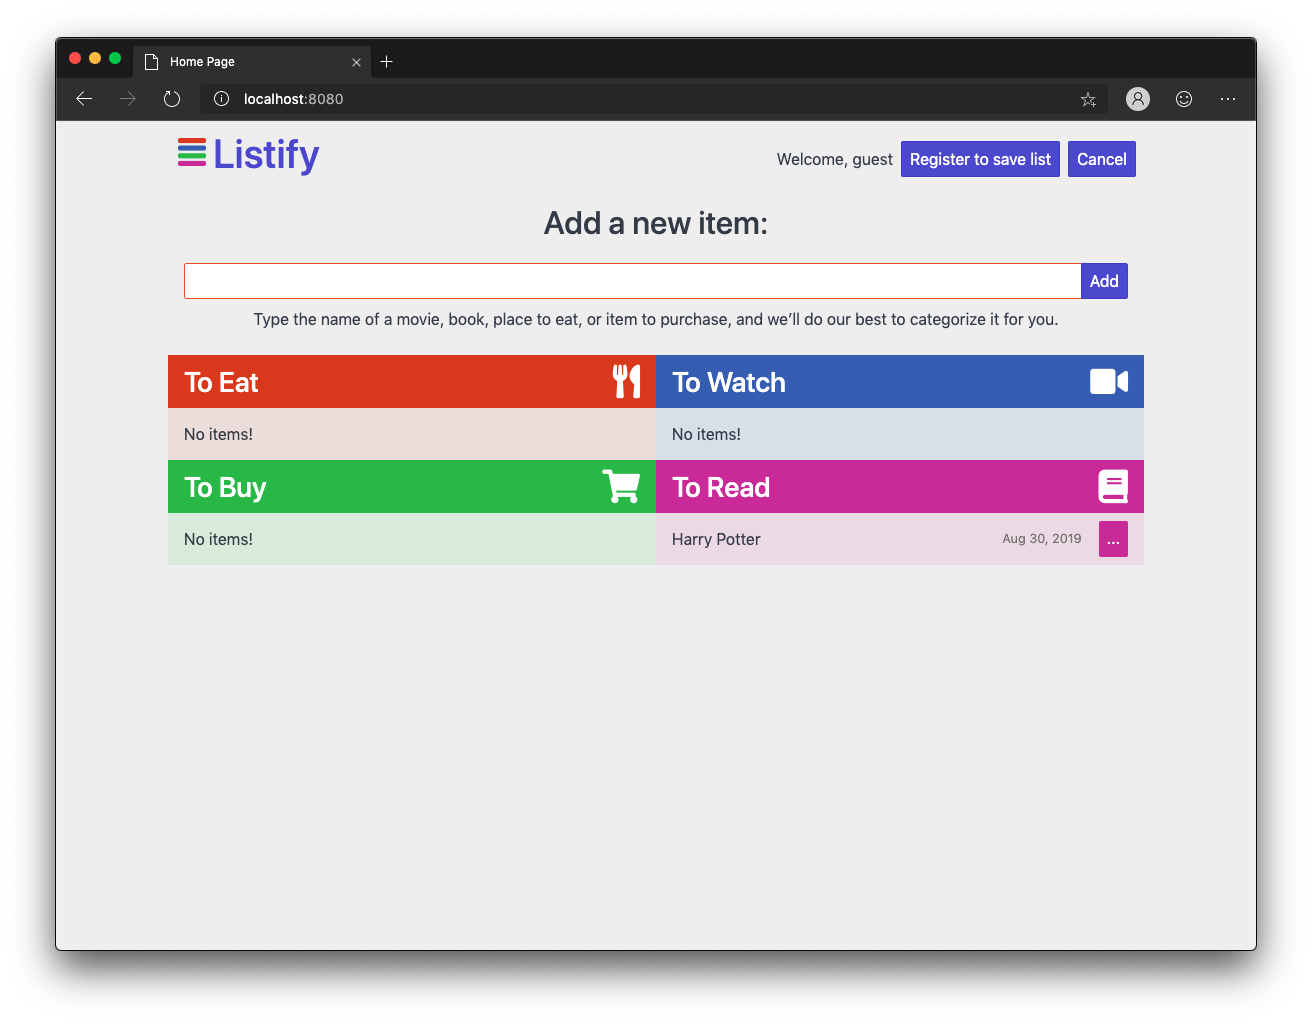 Home Page
localhost:8080
Listify
Welcome, guest Register to save list Cancel
Add a new item:
Add
Type the name of a movie, book, place to eat, or item to purchase, and we’ll do our best to categorize it for you.
To Eat
To Watch
No items!
No items!
To Buy
To Read
No items!
Harry Potter Aug 30, 2019 ...